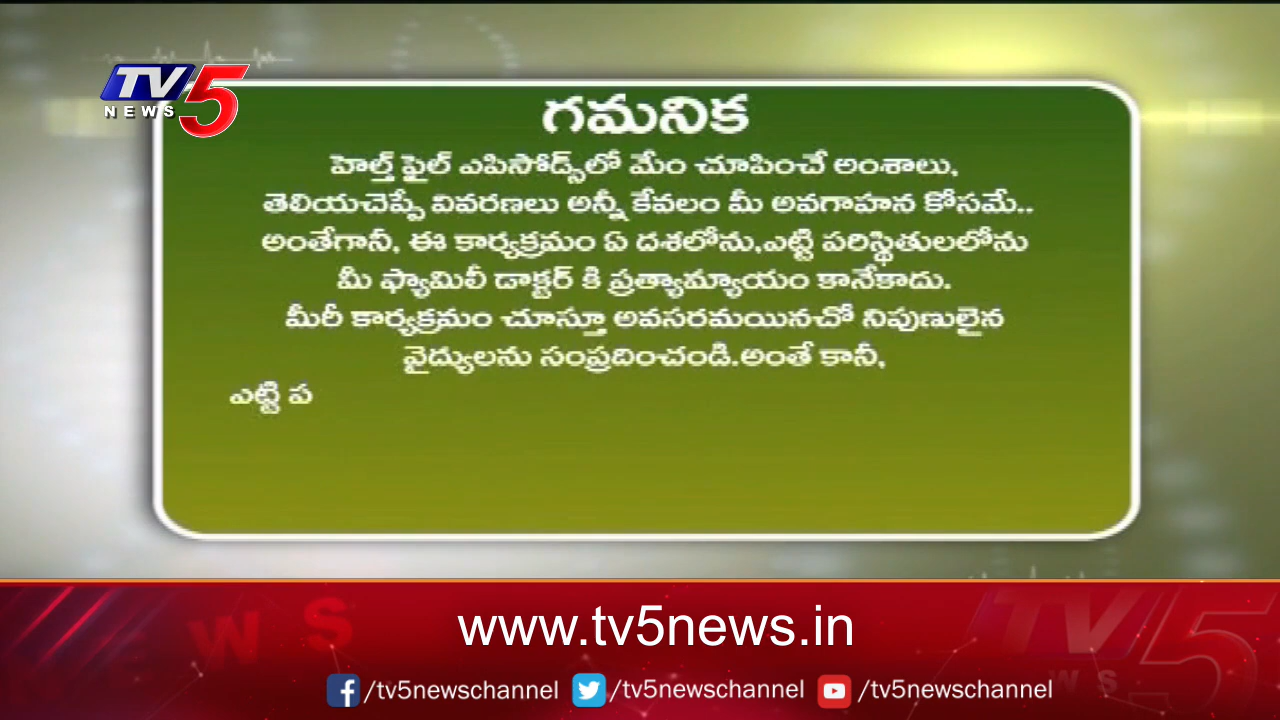 TV5
NEWS
గమనిక
హెల్త్ ఫైల్ ఎపిసోడ్స్‌లో మేం చూపించే అంశాలు.
తెలియచెప్పే వివరణలు అన్నీ కేవలం మీ అవగాహన కోసమే..
అంతేగానీ, ఈ కార్యక్రమం ఏ దశలోను,ఎట్టి పరిస్థితులలోను
మీ ఫ్యామిలీ డాక్టర్ కి ప్రత్యామ్యాయం కానేకాదు.
మీరీ కార్యక్రమం చూస్తూ అవసరమయినచో నిపుణులైన
వైద్యులను సంప్రదించండి.అంతే కానీ,
ఎట్టి ప
www.tv5news.in
/tv5newschannel /tv5newschannel /tv5newschannel